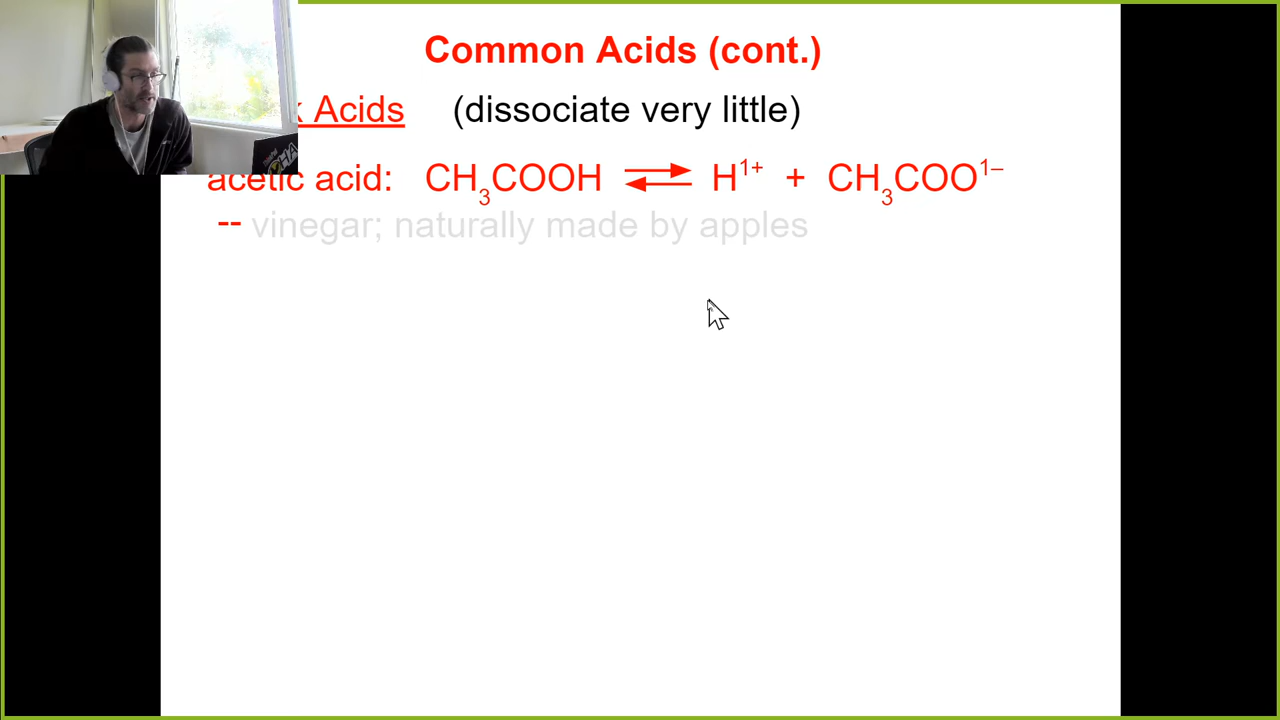 Common Acids (cont.)
Acids (dissociate very little)
acetic acid: CH₃COOH ⇌ H¹⁺ + CH₃COO¹⁻
-- vinegar; naturally made by apples